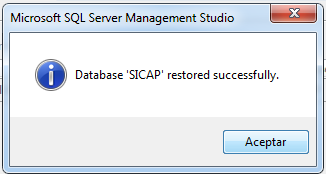 Microsoft SQL Server Management Studio
Database 'SICAP' restored successfully.
Aceptar